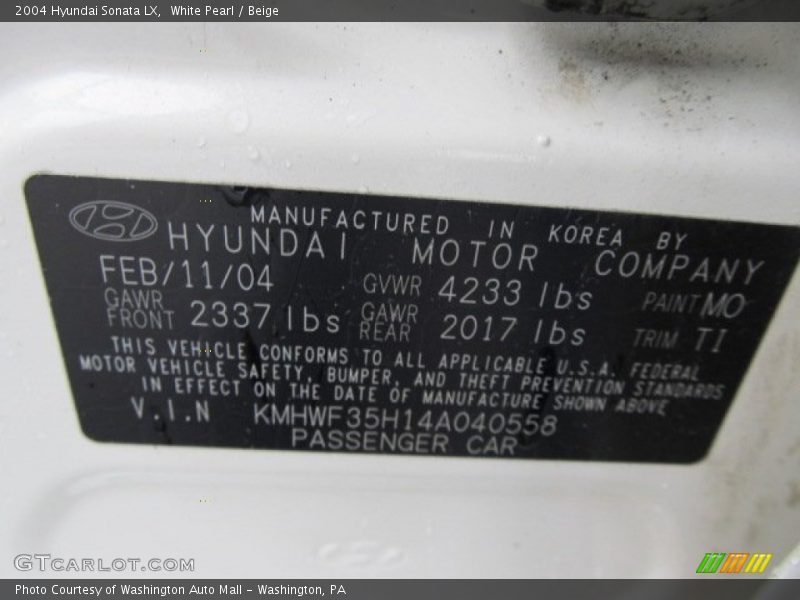 2004 Hyundai Sonata LX,  White Pearl / Beige
MANUFACTURED IN KOREA BY
HYUNDAI MOTOR COMPANY
FEB/11/04 GVWR 4233 lbs PAINT MO
GAWR FRONT 2337 lbs GAWR REAR 2017 lbs TRIM TI
THIS VEHICLE CONFORMS TO ALL APPLICABLE U.S.A. FEDERAL
MOTOR VEHICLE SAFETY, BUMPER, AND THEFT PREVENTION STANDARDS
IN EFFECT ON THE DATE OF MANUFACTURE SHOWN ABOVE
V.I.N KMHWF35H14A040558
PASSENGER CAR
GTCARLOT.COM
Photo Courtesy of Washington Auto Mall – Washington, PA